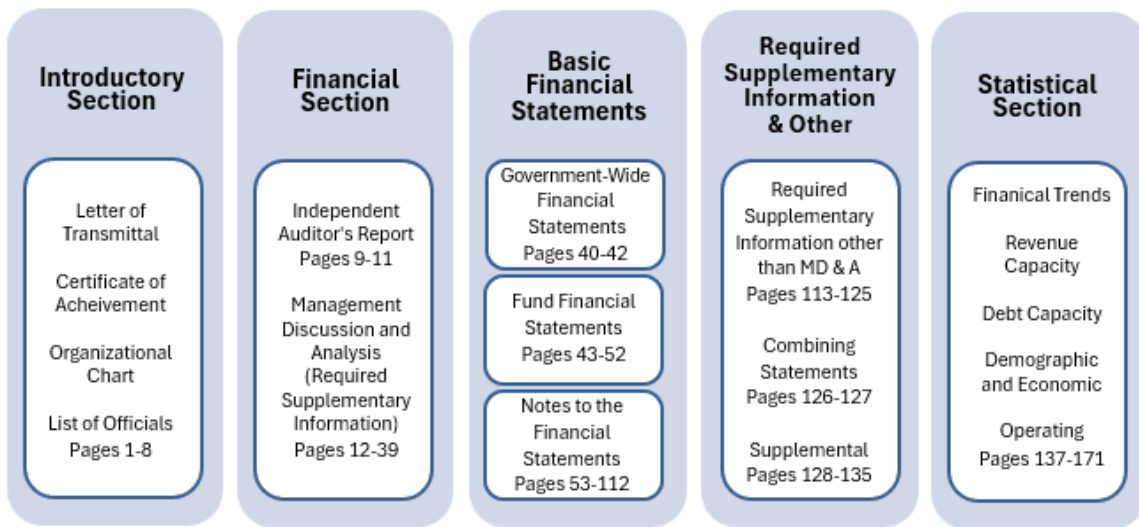 Introductory
Section
Letter of
Transmittal
Certificate of
Acheivement
Organizational
Chart
List of Officials
Pages 1-8
Financial
Section
Independent
Auditor's Report
Pages 9-11
Management
Discussion and
Analysis
(Required
Supplementary
Information)
Pages 12-39
Basic
Financial
Statements
Government-Wide
Financial
Statements
Pages 40-42
Fund Financial
Statements
Pages 43-52
Notes to the
Financial
Statements
Pages 53-112
Required
Supplementary
Information
& Other
Required
Supplementary
Information other
than MD & A
Pages 113-125
Combining
Statements
Pages 126-127
Supplemental
Pages 128-135
Statistical
Section
Finanical Trends
Revenue
Capacity
Debt Capacity
Demographic
and Economic
Operating
Pages 137-171